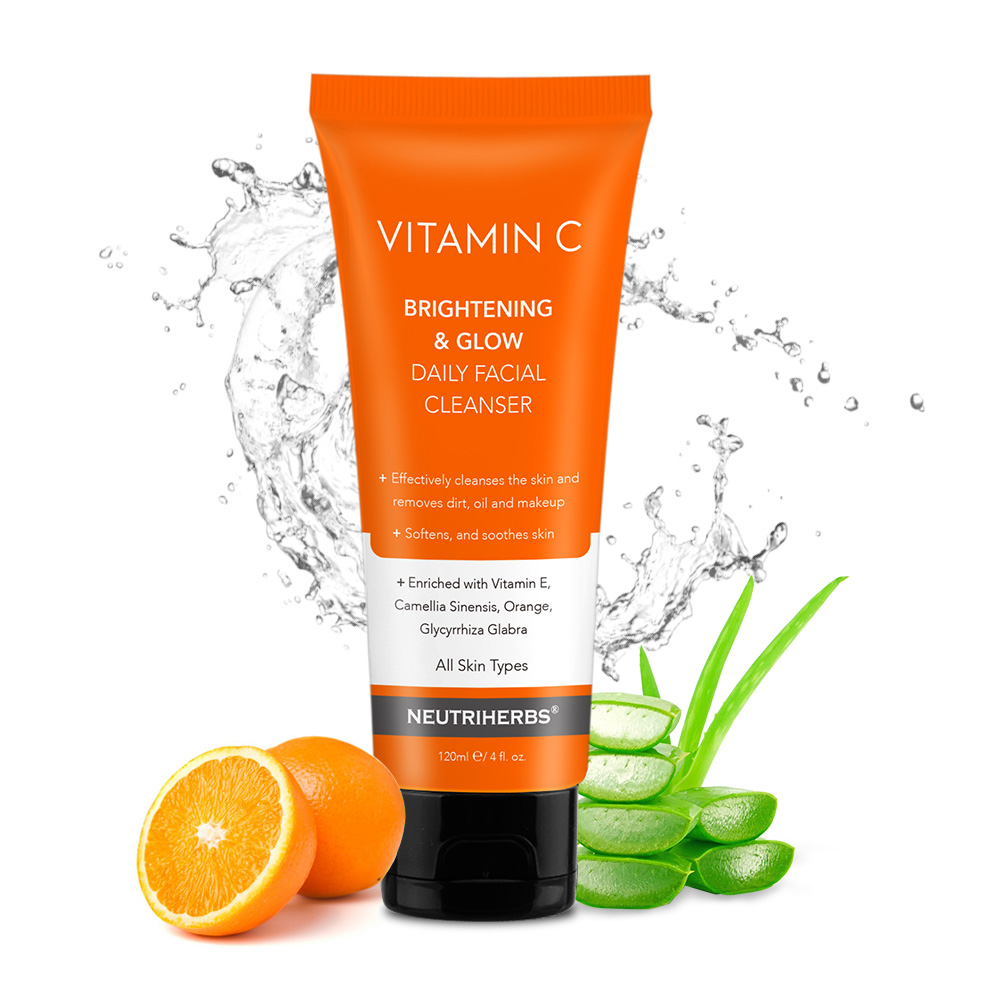 VITAMIN C
BRIGHTENING
& GLOW
DAILY FACIAL
CLEANSER
+ Effectively cleanses the skin and
removes dirt, oil and makeup
+ Softens, and soothes skin
+ Enriched with Vitamin E,
Camellia Sinensis, Orange,
Glycyrrhiza Glabra
All Skin Types
NEUTRIHERBS®
120ml ℮/ 4 fl. oz.